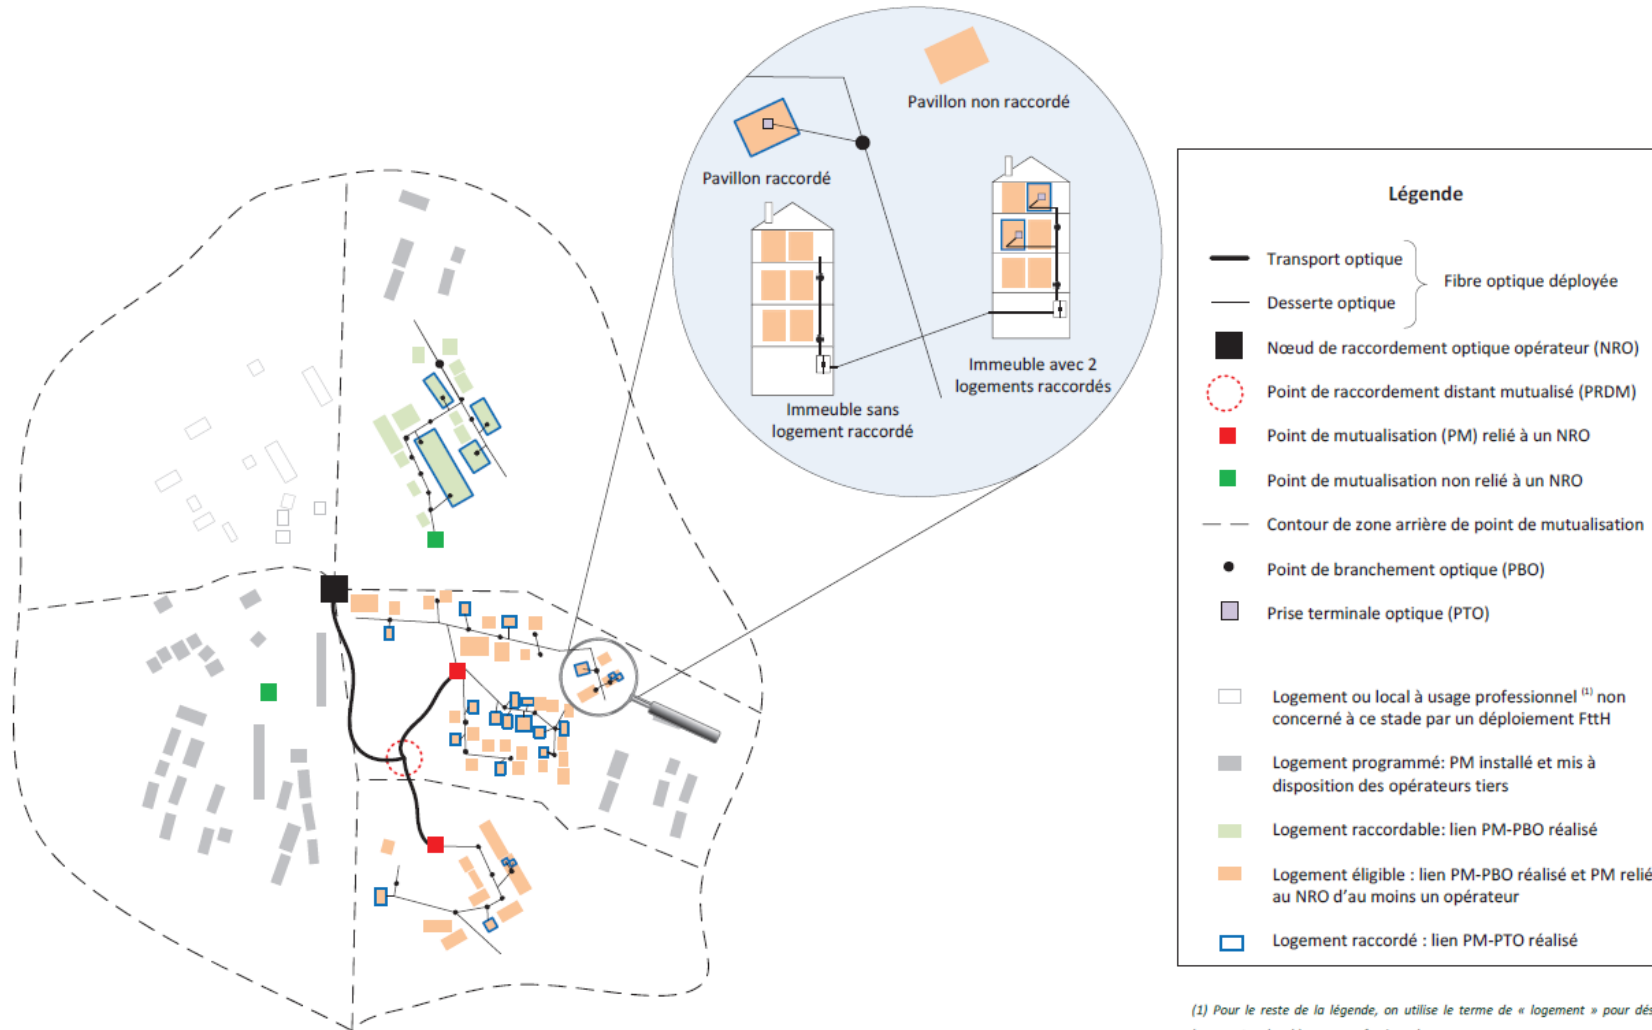 Pavillon non raccordé
Pavillon raccordé
Immeuble avec 2
logements raccordés
Immeuble sans
logement raccordé
Légende
Transport optique
Desserte optique
Fibre optique déployée
Nœud de raccordement optique opérateur (NRO)
Point de raccordement distant mutualisé (PRDM)
Point de mutualisation (PM) relié à un NRO
Point de mutualisation non relié à un NRO
Contour de zone arrière de point de mutualisation
Point de branchement optique (PBO)
Prise terminale optique (PTO)
Logement ou local à usage professionnel (1) non
concerné à ce stade par un déploiement FttH
Logement programmé: PM installé et mis à
disposition des opérateurs tiers
Logement raccordable: lien PM-PBO réalisé
Logement éligible : lien PM-PBO réalisé et PM relié
au NRO d'au moins un opérateur
Logement raccordé : lien PM-PTO réalisé
(1) Pour le reste de la légende, on utilise le terme de « logement » pour dés